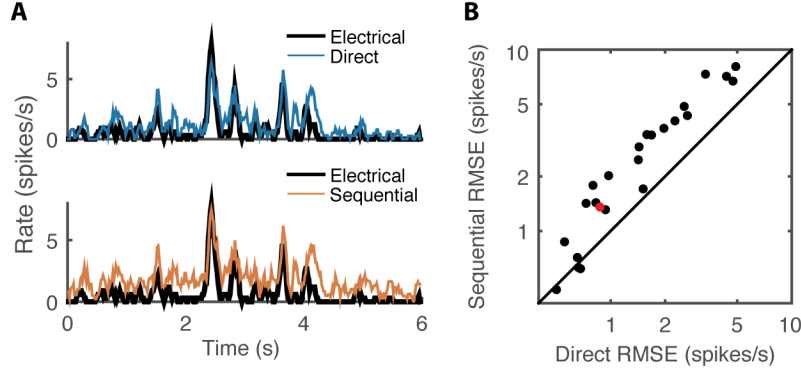 A
Electrical
Direct
5
0
Electrical
Sequential
5
0
0 2 4 6
Time (s)
Rate (spikes/s)
B
10
5
2
1
1 2 5 10
Direct RMSE (spikes/s)
Sequential RMSE (spikes/s)